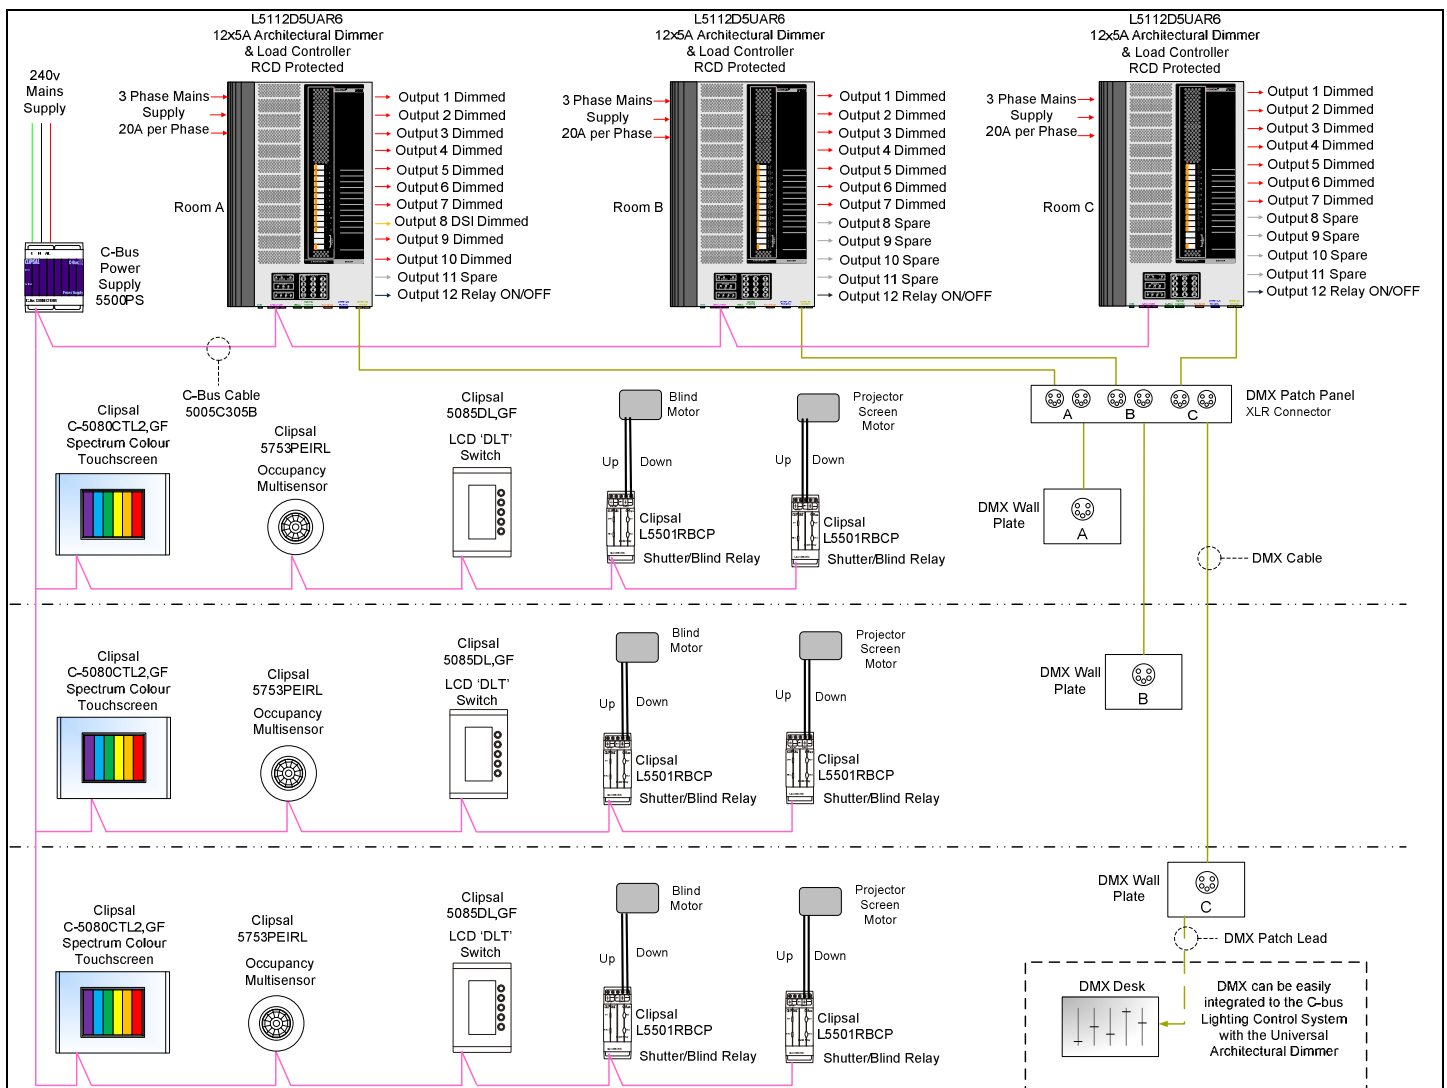 L5112D5UAR6
12x5A Architectural Dimmer
& Load Controller
RCD Protected
L5112D5UAR6
12x5A Architectural Dimmer
& Load Controller
RCD Protected
L5112D5UAR6
12x5A Architectural Dimmer
& Load Controller
RCD Protected
240v
Mains
Supply
3 Phase Mains
Supply
20A per Phase
Room A
Output 1 Dimmed
Output 2 Dimmed
Output 3 Dimmed
Output 4 Dimmed
Output 5 Dimmed
Output 6 Dimmed
Output 7 Dimmed
Output 8 DSI Dimmed
Output 9 Dimmed
Output 10 Dimmed
Output 11 Spare
Output 12 Relay ON/OFF
3 Phase Mains
Supply
20A per Phase
Room B
Output 1 Dimmed
Output 2 Dimmed
Output 3 Dimmed
Output 4 Dimmed
Output 5 Dimmed
Output 6 Dimmed
Output 7 Dimmed
Output 8 Spare
Output 9 Spare
Output 10 Spare
Output 11 Spare
Output 12 Relay ON/OFF
3 Phase Mains
Supply
20A per Phase
Room C
Output 1 Dimmed
Output 2 Dimmed
Output 3 Dimmed
Output 4 Dimmed
Output 5 Dimmed
Output 6 Dimmed
Output 7 Dimmed
Output 8 Spare
Output 9 Spare
Output 10 Spare
Output 11 Spare
Output 12 Relay ON/OFF
C-Bus
Power
Supply
5500PS
C-Bus Cable
5005C305B
DMX Patch Panel
XLR Connector
A
B
C
Clipsal
C-5080CTL2,GF
Spectrum Colour
Touchscreen
Clipsal
5753PEIRL
Occupancy
Multisensor
Clipsal
5085DL,GF
LCD 'DLT'
Switch
Blind
Motor
Up
Down
Clipsal
L5501RBCP
Shutter/Blind Relay
Projector
Screen
Motor
Up
Down
Clipsal
L5501RBCP
Shutter/Blind Relay
DMX Wall
Plate
A
DMX Cable
Clipsal
C-5080CTL2,GF
Spectrum Colour
Touchscreen
Clipsal
5753PEIRL
Occupancy
Multisensor
Clipsal
5085DL,GF
LCD 'DLT'
Switch
Blind
Motor
Up
Down
Clipsal
L5501RBCP
Shutter/Blind Relay
Projector
Screen
Motor
Up
Down
Clipsal
L5501RBCP
Shutter/Blind Relay
DMX Wall
Plate
B
Clipsal
C-5080CTL2,GF
Spectrum Colour
Touchscreen
Clipsal
5753PEIRL
Occupancy
Multisensor
Clipsal
5085DL,GF
LCD 'DLT'
Switch
Blind
Motor
Up
Down
Clipsal
L5501RBCP
Shutter/Blind Relay
Projector
Screen
Motor
Up
Down
Clipsal
L5501RBCP
Shutter/Blind Relay
DMX Wall
Plate
C
DMX Patch Lead
DMX Desk
DMX can be easily
integrated to the C-bus
Lighting Control System
with the Universal
Architectural Dimmer